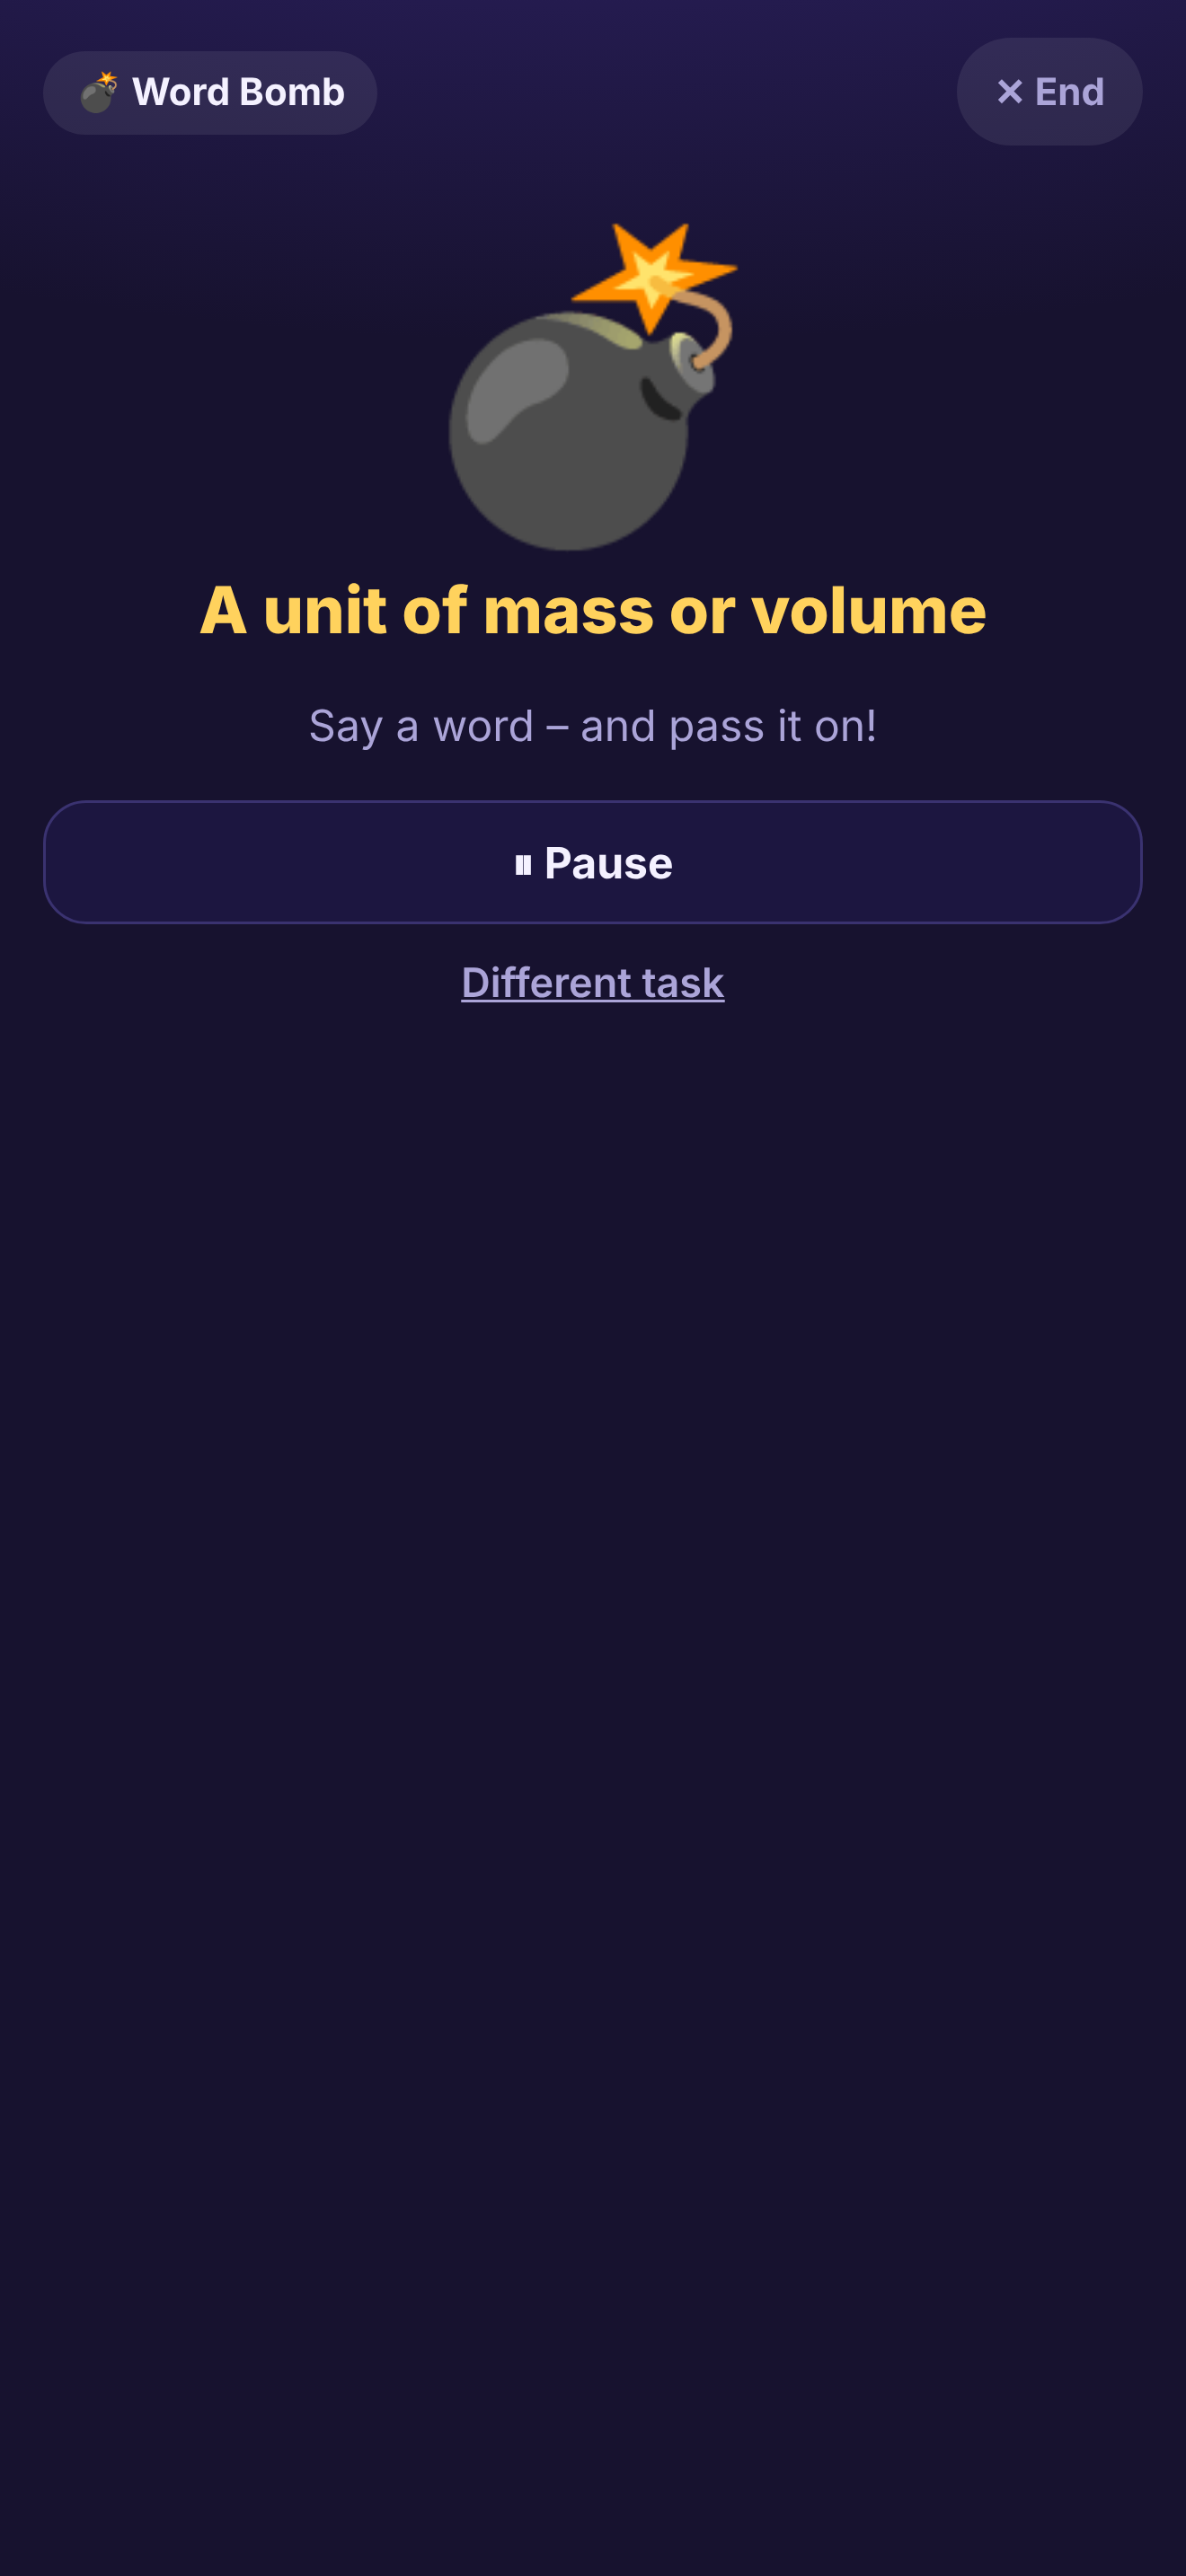 💣 Word Bomb
✕ End
A unit of mass or volume
Say a word – and pass it on!
⏸ Pause
Different task